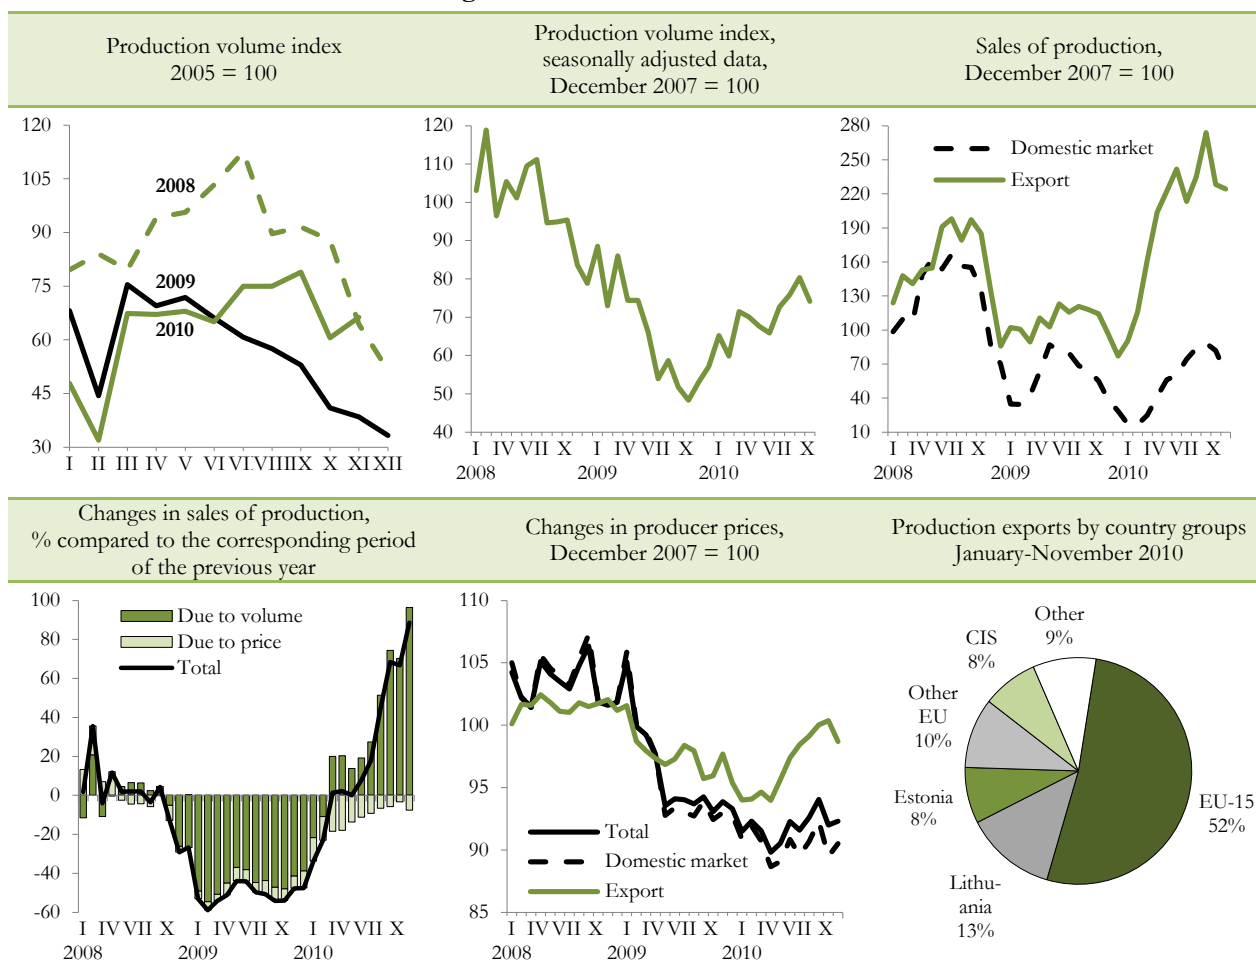 Production volume index
2005 = 100
Production volume index,
seasonally adjusted data,
December 2007 = 100
Sales of production,
December 2007 = 100
120
105
90
75
60
45
30
2008
2009
2010
I II III IV V VI VII VIII IX X XI XII
120
110
100
90
80
70
60
50
40
I IV VII X I IV VII X I IV VII X
2008 2009 2010
280
250
220
190
160
130
100
70
40
10
Domestic market
Export
I IV VII X I IV VII X I IV VII X
2008 2009 2010
Changes in sales of production,
% compared to the corresponding period
of the previous year
Changes in producer prices,
December 2007 = 100
Production exports by country groups
January-November 2010
100
80
60
40
20
0
-20
-40
-60
Due to volume
Due to price
Total
I IV VII X I IV VII X I IV VII X
2008 2009 2010
110
105
100
95
90
85
Total
Domestic market
Export
I IV VII X I IV VII X I IV VII X
2008 2009 2010
Other
9%
CIS
8%
Other
EU
10%
Estonia
8%
Lithu-
ania
13%
EU-15
52%